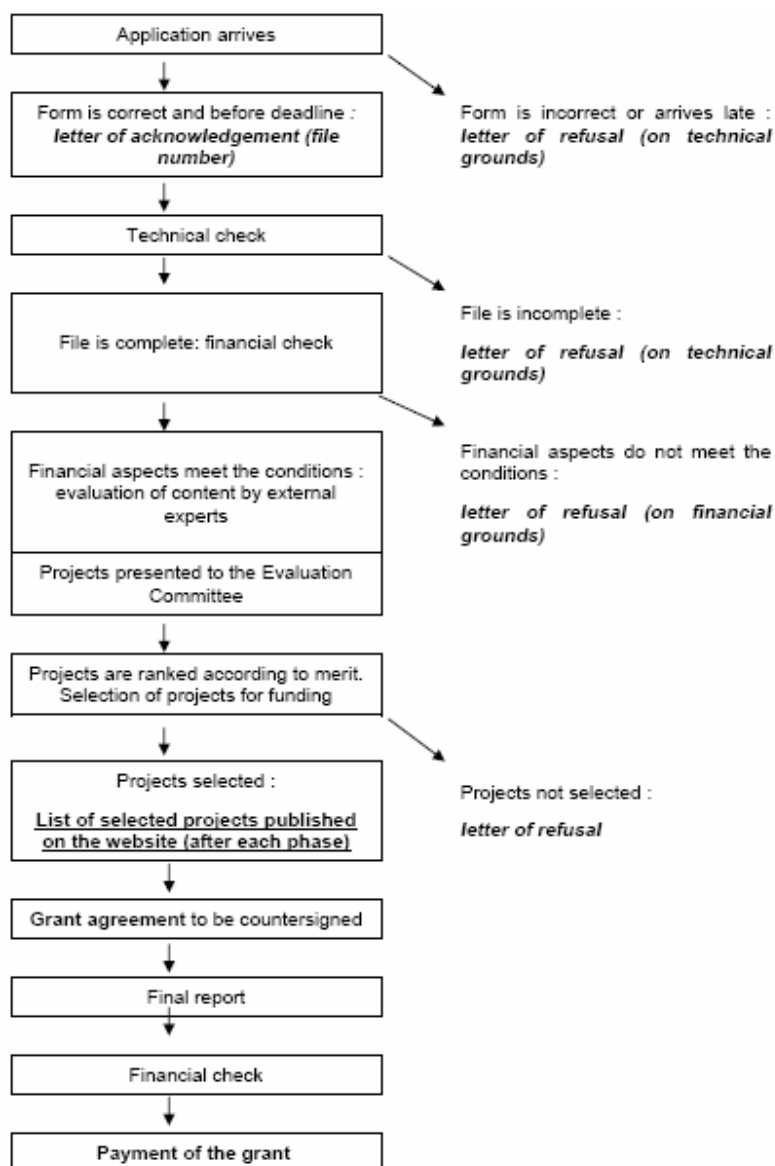 Application arrives
Form is correct and before deadline :
letter of acknowledgement (file
number)
Form is incorrect or arrives late :
letter of refusal (on technical
grounds)
Technical check
File is complete: financial check
File is incomplete :
letter of refusal (on technical
grounds)
Financial aspects meet the conditions :
evaluation of content by external
experts
Financial aspects do not meet the
conditions :
letter of refusal (on financial
grounds)
Projects presented to the Evaluation
Committee
Projects are ranked according to merit.
Selection of projects for funding
Projects selected :
List of selected projects published
on the website (after each phase)
Projects not selected :
letter of refusal
Grant agreement to be countersigned
Final report
Financial check
Payment of the grant